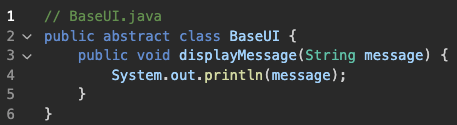 1 // BaseUI.java
2 public abstract class BaseUI {
3 public void displayMessage(String message) {
4 System.out.println(message);
5 }
6 }